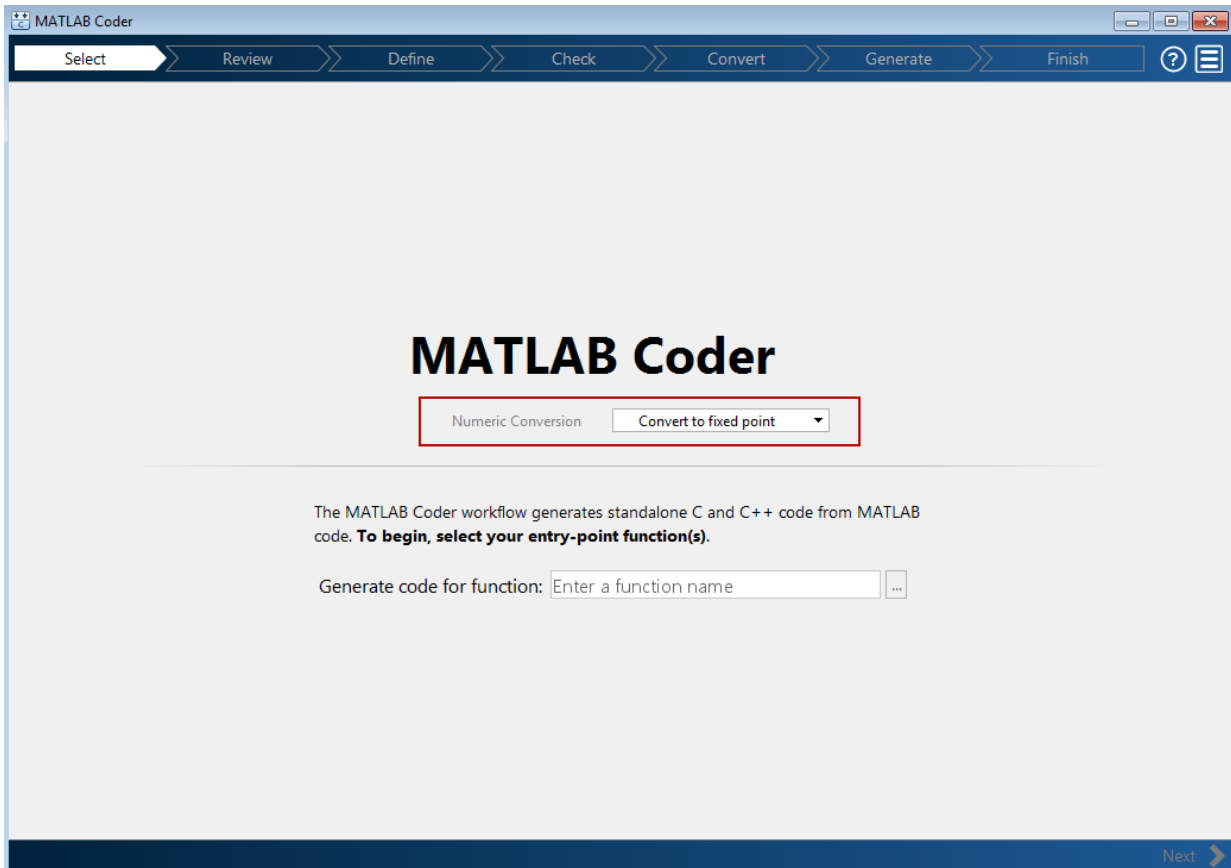 MATLAB Coder
Select
Review
Define
Check
Convert
Generate
Finish
?
MATLAB Coder
Numeric Conversion
Convert to fixed point
The MATLAB Coder workflow generates standalone C and C++ code from MATLAB
code. To begin, select your entry-point function(s).
Generate code for function:
Enter a function name
...
Next